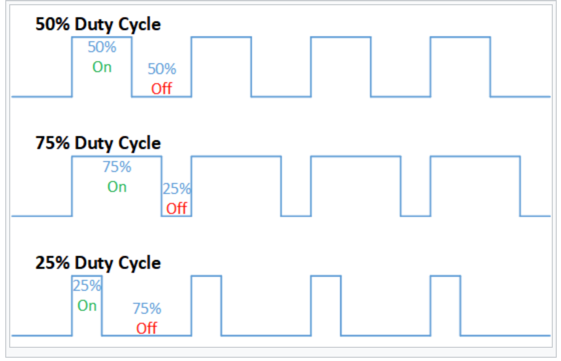 50% Duty Cycle
50%
On
50%
Off
75% Duty Cycle
75%
On
25%
Off
25% Duty Cycle
25%
On
75%
Off